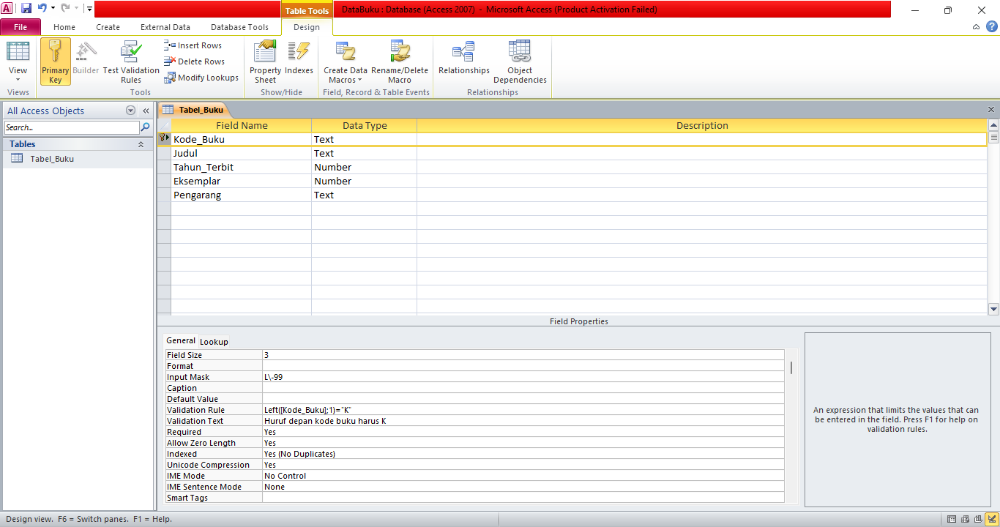 Table Tools
DataBuku : Database (Access 2007) - Microsoft Access (Product Activation Failed)
File
Home
Create
External Data
Database Tools
Design
View
Primary Key
Builder
Test Validation Rules
Insert Rows
Delete Rows
Modify Lookups
Property Sheet
Indexes
Create Data Macros
Rename/Delete Macro
Relationships
Object Dependencies
Views
Tools
Show/Hide
Field, Record & Table Events
Relationships
All Access Objects
Search...
Tables
Tabel_Buku
Tabel_Buku
Field Name Data Type Description
Kode_Buku Text
Judul Text
Tahun_Terbit Number
Eksemplar Number
Pengarang Text
Field Properties
General Lookup
Field Size 3
Format
Input Mask L\-99
Caption
Default Value
Validation Rule Left([Kode_Buku];1)="K"
Validation Text Huruf depan kode buku harus K
Required Yes
Allow Zero Length Yes
Indexed Yes (No Duplicates)
Unicode Compression Yes
IME Mode No Control
IME Sentence Mode None
Smart Tags
An expression that limits the values that can
be entered in the field. Press F1 for help on
validation rules.
Design view. F6 = Switch panes. F1 = Help.